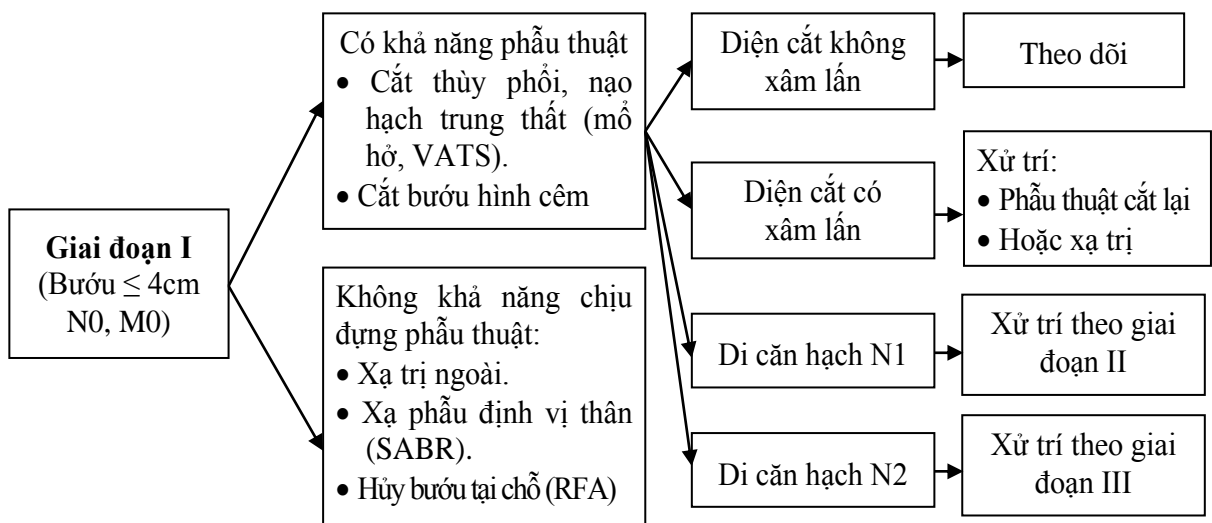 Giai đoạn I
(Bướu ≤ 4cm
N0, M0)
Có khả năng phẫu thuật
• Cắt thùy phổi, nạo
hạch trung thất (mổ
hở, VATS).
• Cắt bướu hình cêm
Không khả năng chịu
đựng phẫu thuật:
• Xạ trị ngoài.
• Xạ phẫu định vị thân
(SABR).
• Hủy bướu tại chỗ (RFA)
Diện cắt không
xâm lấn
Theo dõi
Diện cắt có
xâm lấn
Xử trí:
• Phẫu thuật cắt lại
• Hoặc xạ trị
Di căn hạch N1
Xử trí theo giai
đoạn II
Di căn hạch N2
Xử trí theo giai
đoạn III